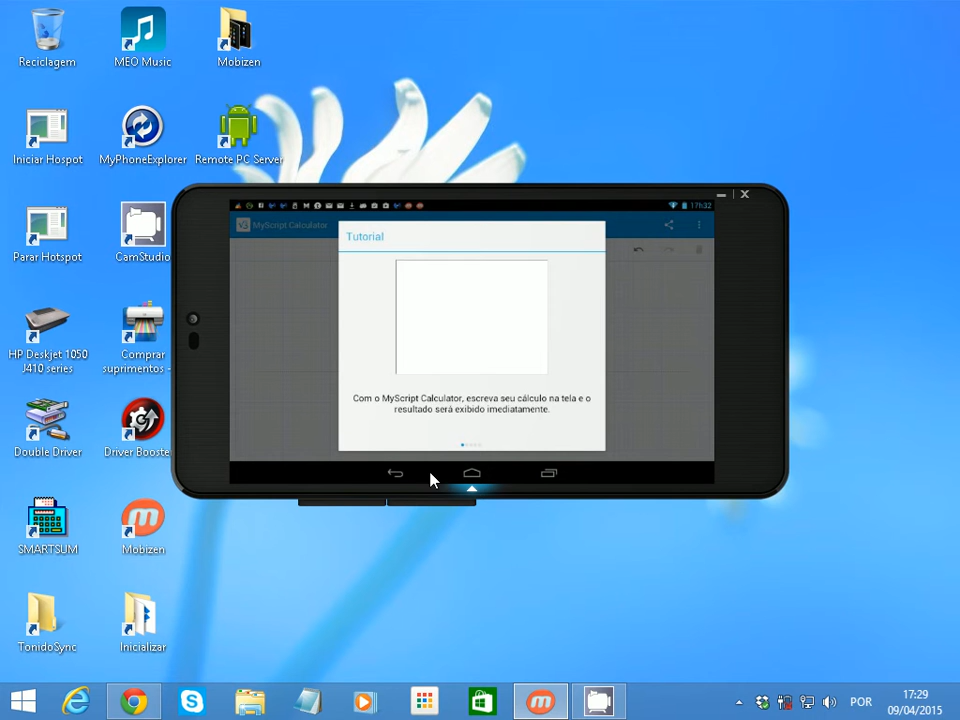 Reciclagem
MEO Music
Mobizen
Iniciar Hospot
MyPhoneExplorer
Remote PC Server
Parar Hotspot
CamStudio
HP Deskjet 1050
J410 series
Comprar
suprimentos -
Double Driver
Driver Booste
SMARTSUM
Mobizen
TonidoSync
Inicializar
17h32
MyScript Calculator
Tutorial
Com o MyScript Calculator, escreva seu cálculo na tela e o
resultado será exibido imediatamente.
POR
17:29
09/04/2015